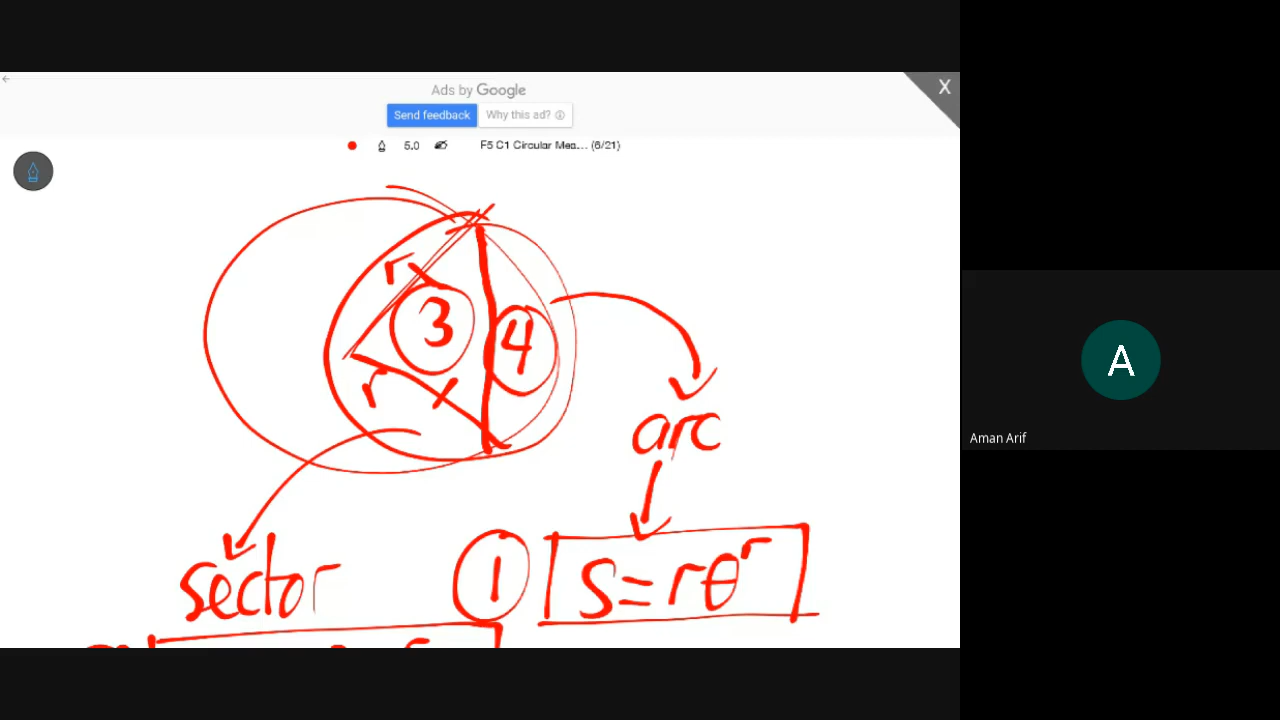 Ads by Google
X
Send feedback
Why this ad?
5.0
F5 C1 Circular Mea... (6/21)
r
3
4
r
arc
sector
1
S=rθʳ
A
Aman Arif